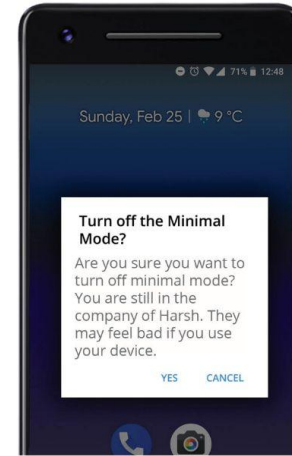 71% 12:48
Sunday, Feb 25 | 9 °C
Turn off the Minimal
Mode?
Are you sure you want to
turn off minimal mode?
You are still in the
company of Harsh. They
may feel bad if you use
your device.
YES CANCEL